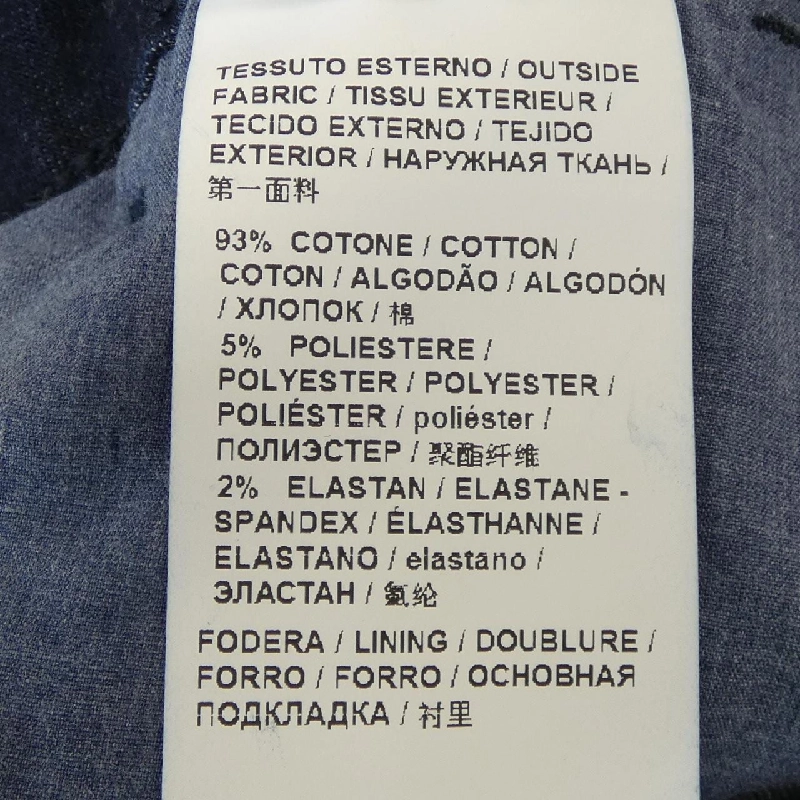 TESSUTO ESTERNO / OUTSIDE
FABRIC / TISSU EXTERIEUR /
TECIDO EXTERNO / TEJIDO
EXTERIOR / НАРУЖНАЯ ТКАНЬ /
第一面料
93% COTONE / COTTON /
COTON / ALGODÃO / ALGODÓN
/ ХЛОПОК / 棉
5% POLIESTERE /
POLYESTER / POLYESTER /
POLIÉSTER / poliéster /
ПОЛИЭСТЕР / 聚酯纤维
2% ELASTAN / ELASTANE -
SPANDEX / ÉLASTHANNE /
ELASTANO / elastano /
ЭЛАСТАН / 氨纶
FODERA / LINING / DOUBLURE /
FORRO / FORRO / ОСНОВНАЯ
ПОДКЛАДКА / 衬里